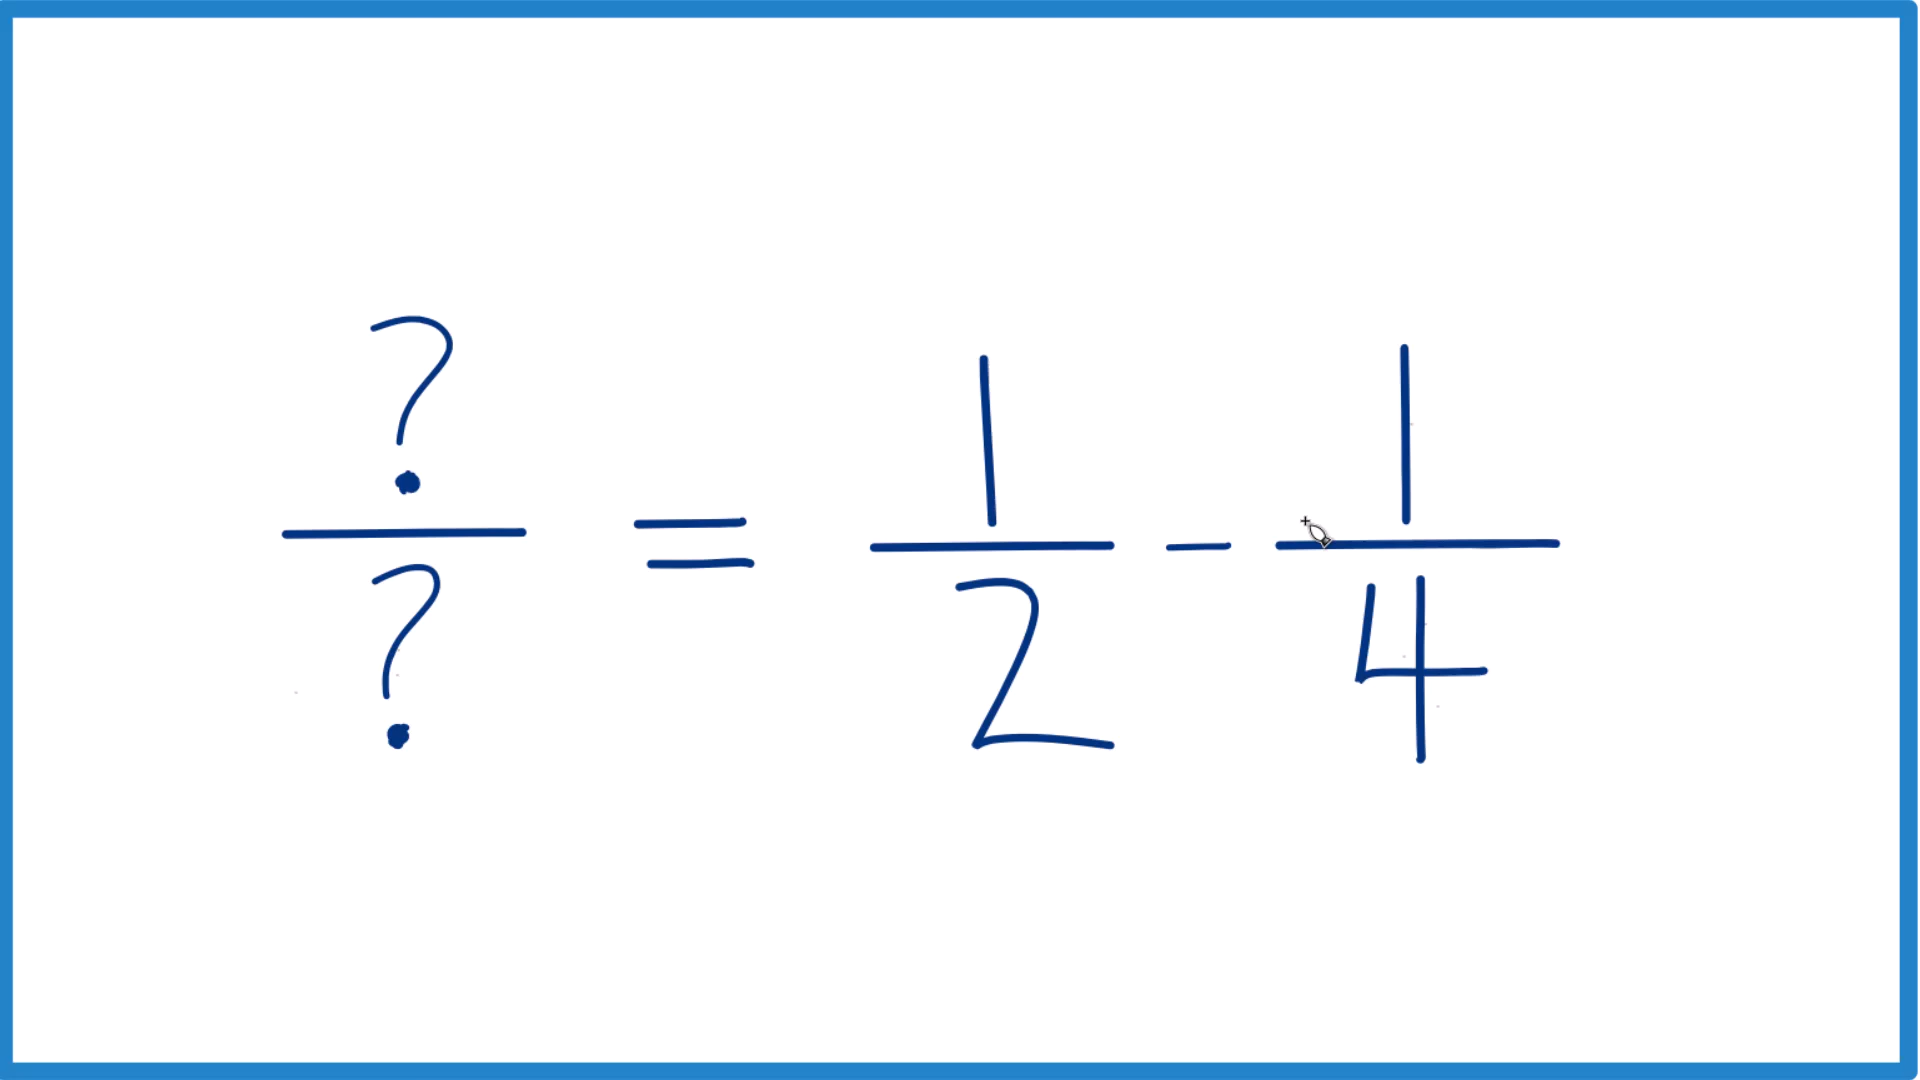 ?/? = 1/2 - 1/4